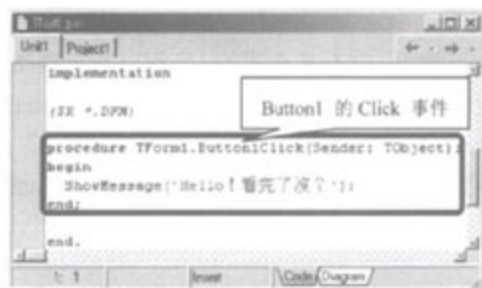 Unit1 Project1
implementation
{$R *.DFM}
Button1 的 Click 事件
procedure TForm1.Button1Click(Sender: TObject);
begin
ShowMessage('Hello! 看完了沒?');
end;
end.
1: 1 Insert Code Diagram